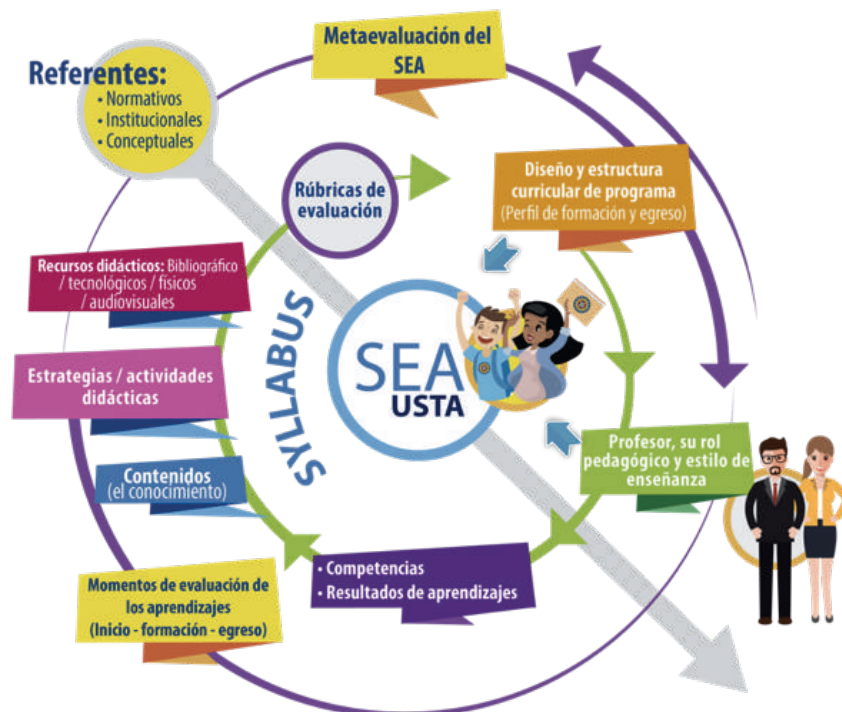 Metaevaluación del
SEA
Referentes:
• Normativos
• Institucionales
• Conceptuales
Rúbricas de
evaluación
Diseño y estructura
curricular de programa
(Perfil de formación y egreso)
Recursos didácticos: Bibliográfico
/ tecnológicos / físicos
/ audiovisuales
SYLLABUS
SEA
USTA
Estrategias / actividades
didácticas
Profesor, su rol
pedagógico y estilo de
enseñanza
Contenidos
(el conocimiento)
• Competencias
• Resultados de aprendizajes
Momentos de evaluación de
los aprendizajes
(Inicio - formación - egreso)